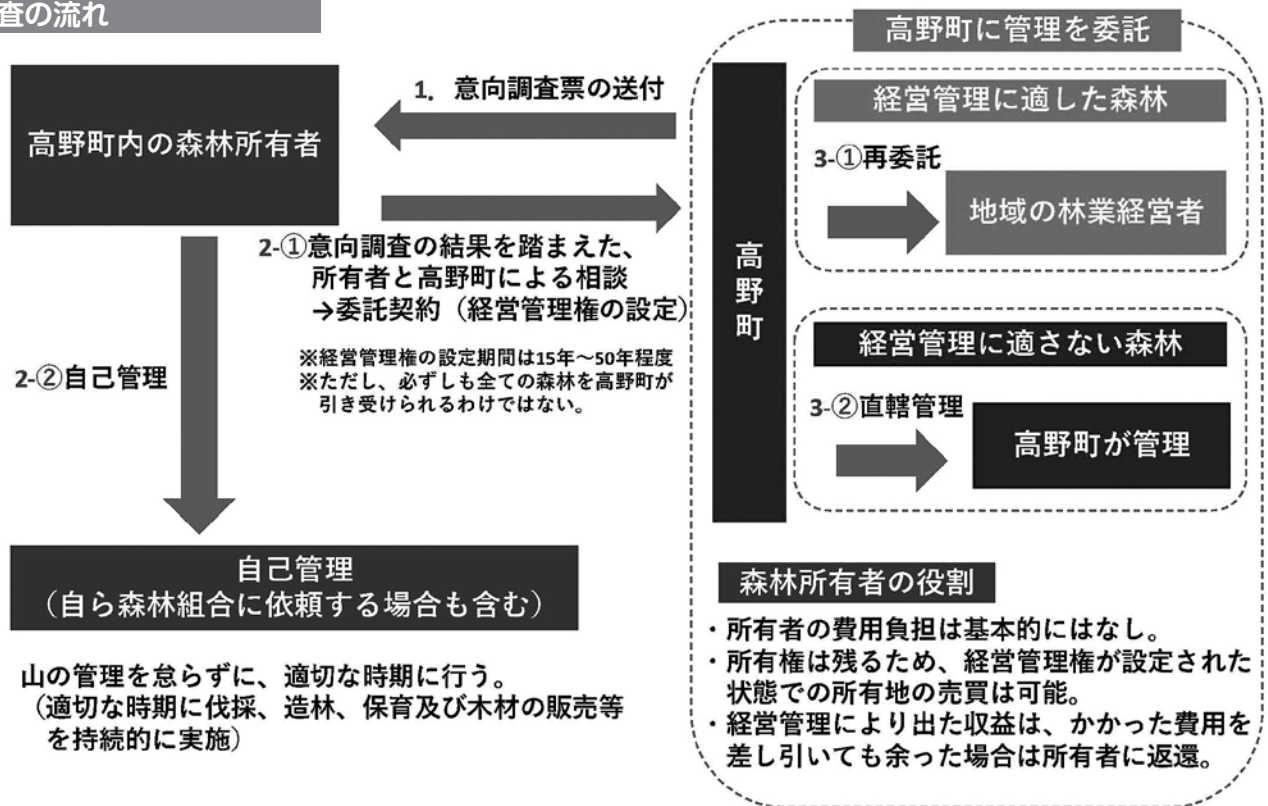 査の流れ
高野町に管理を委託
高野町内の森林所有者
1. 意向調査票の送付
2-①意向調査の結果を踏まえた、
所有者と高野町による相談
→委託契約（経営管理権の設定）
※経営管理権の設定期間は15年～50年程度
※ただし、必ずしも全ての森林を高野町が
引き受けられるわけではない。
2-②自己管理
高野町
経営管理に適した森林
3-①再委託
地域の林業経営者
経営管理に適さない森林
3-②直轄管理
高野町が管理
自己管理
（自ら森林組合に依頼する場合も含む）
山の管理を怠らずに、適切な時期に行う。
（適切な時期に伐採、造林、保育及び木材の販売等
を持続的に実施）
森林所有者の役割
・所有者の費用負担は基本的にはなし。
・所有権は残るため、経営管理権が設定された
状態での所有地の売買は可能。
・経営管理により出た収益は、かかった費用を
差し引いても余った場合は所有者に返還。